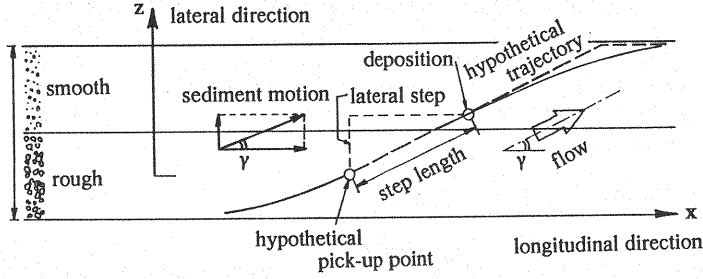 z
lateral direction
smooth
rough
sediment motion
γ
lateral step
deposition
hypothetical
trajectory
step length
γ
flow
hypothetical
pick-up point
x
longitudinal direction